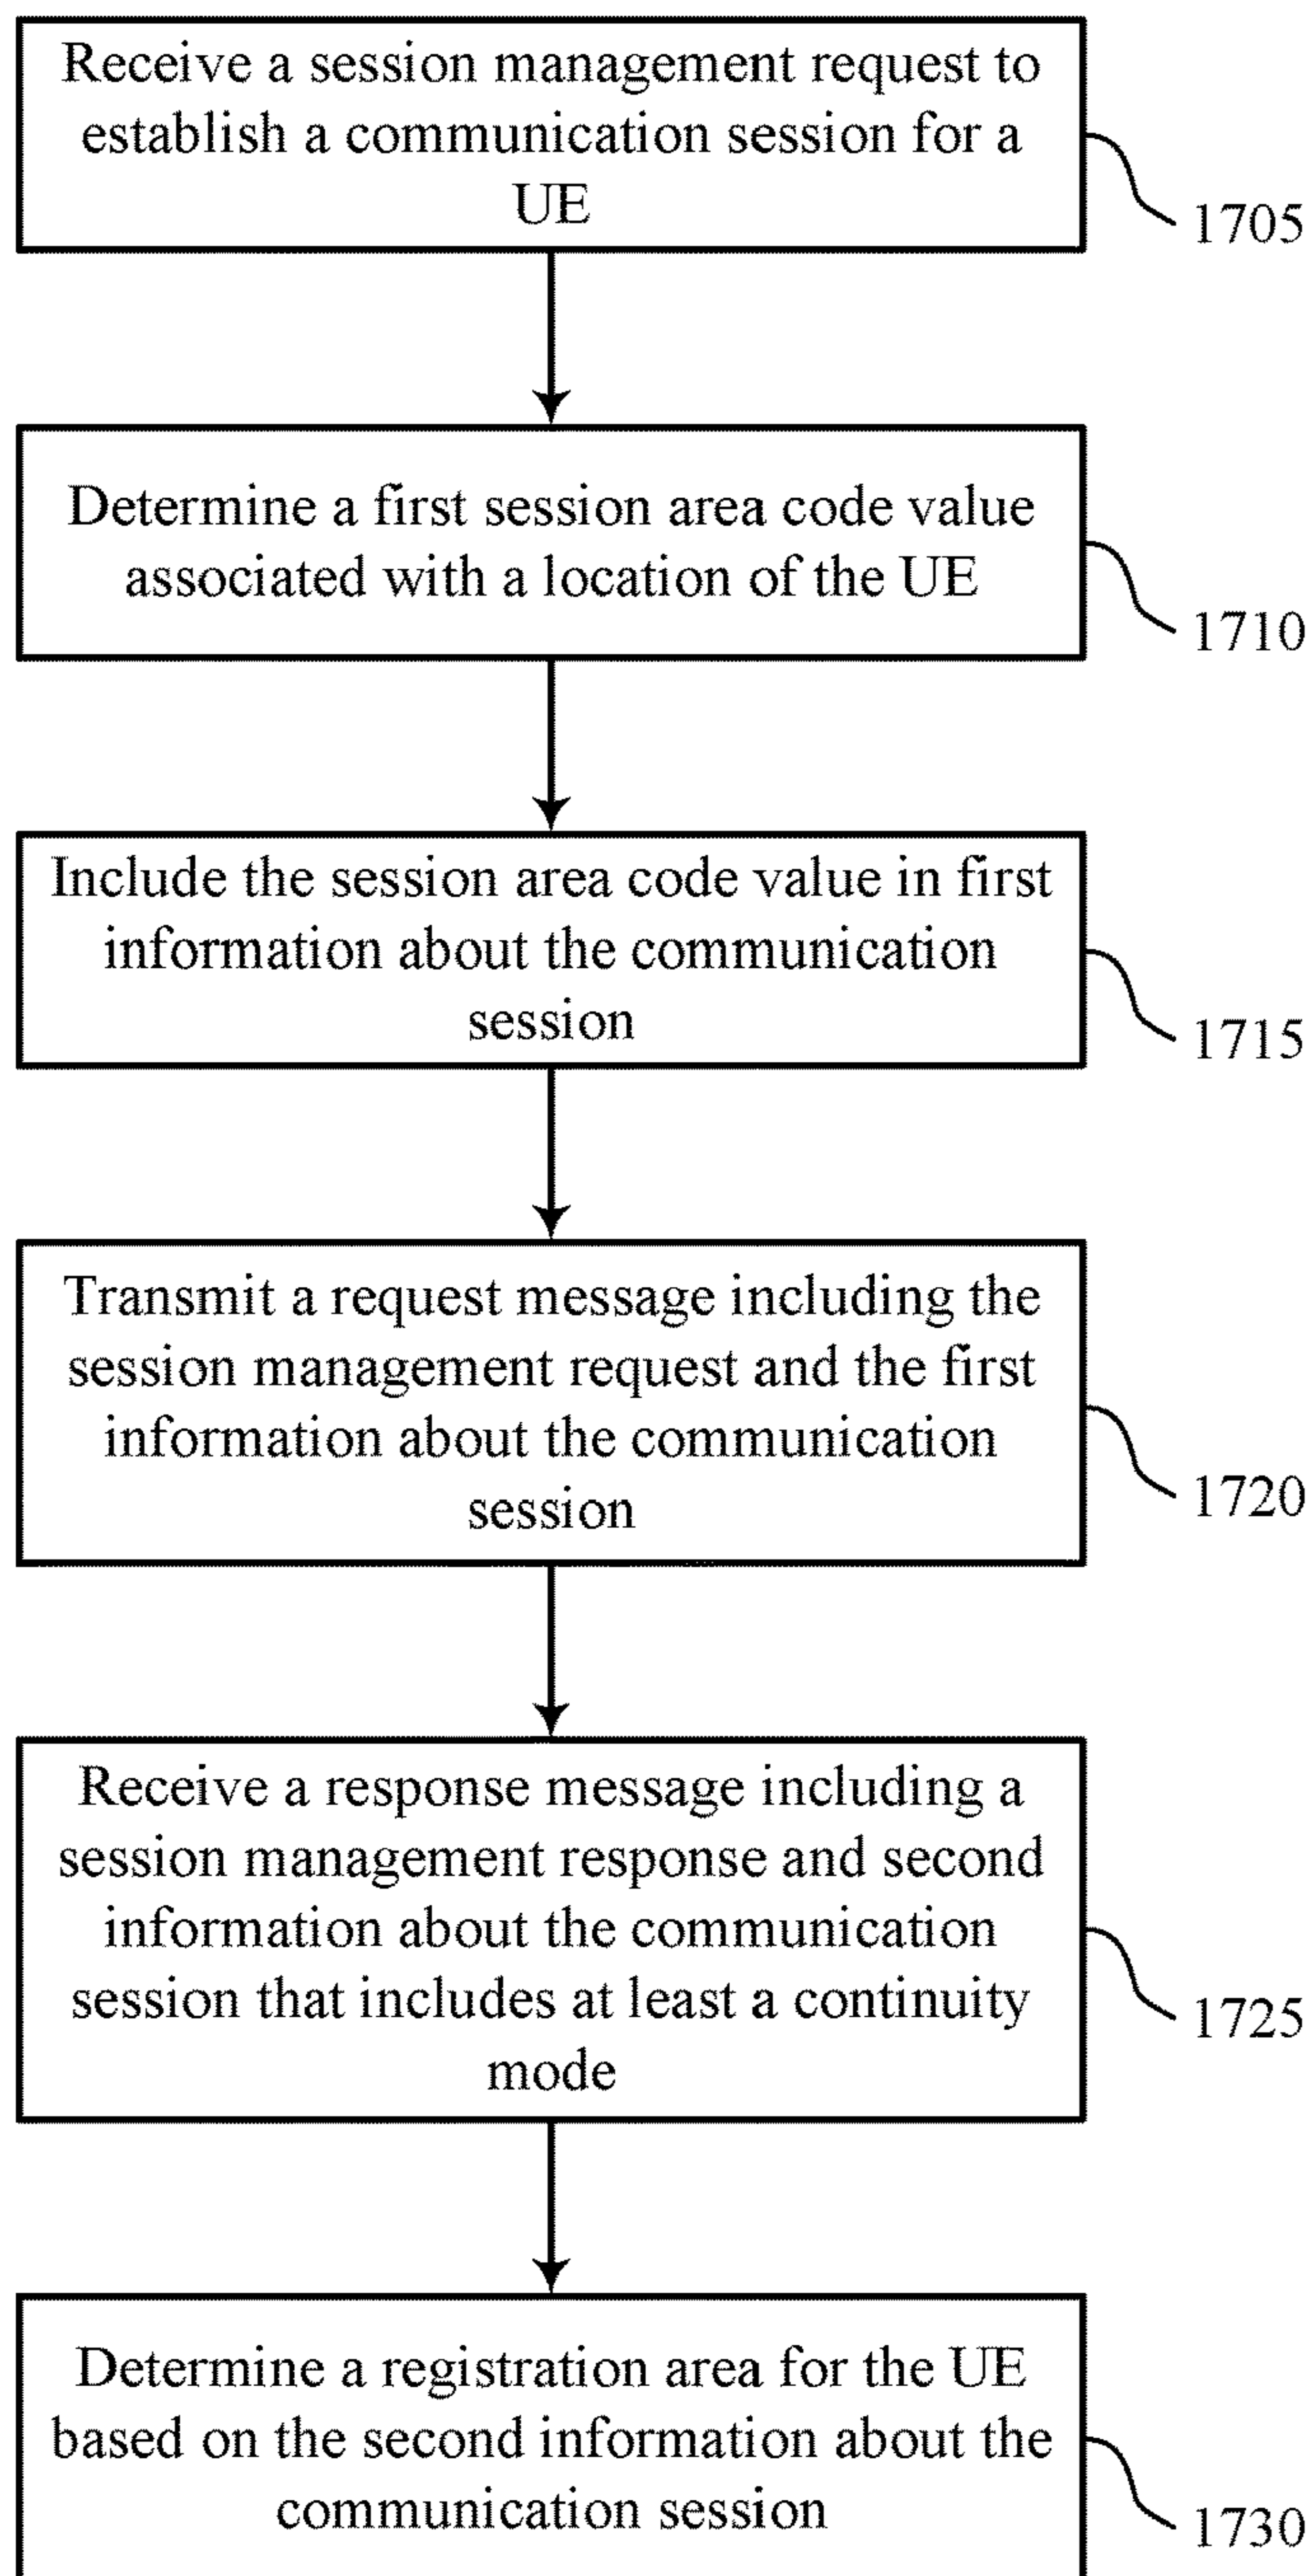 Receive a session management request to
establish a communication session for a
UE
1705
Determine a first session area code value
associated with a location of the UE
1710
Include the session area code value in first
information about the communication
session
1715
Transmit a request message including the
session management request and the first
information about the communication
session
1720
Receive a response message including a
session management response and second
information about the communication
session that includes at least a continuity
mode
1725
Determine a registration area for the UE
based on the second information about the
communication session
1730